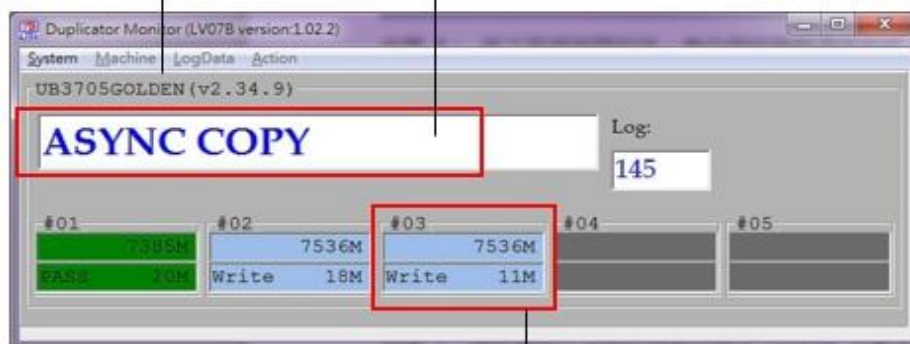 Duplicator Monitor (LV07B version:1.02.2)
System Machine LogData Action
UB3705GOLDEN(v2.34.9)
ASYNC COPY
Log:
145
#01 #02 #03 #04 #05
7385M 7536M 7536M
PASS 20M Write 18M Write 11M